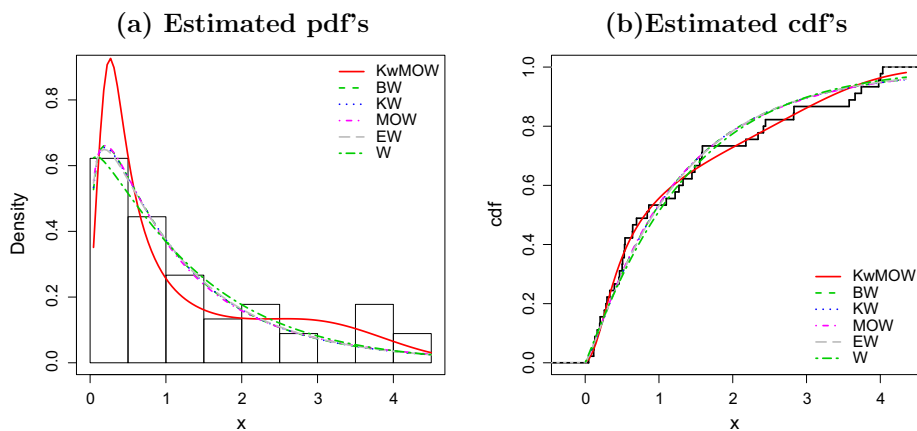 (a) Estimated pdf's
(b)Estimated cdf's
Density
0.0 0.2 0.4 0.6 0.8
KwMOW
BW
KW
MOW
EW
W
0 1 2 3 4
x
cdf
0.0 0.2 0.4 0.6 0.8 1.0
KwMOW
BW
KW
MOW
EW
W
0 1 2 3 4
x